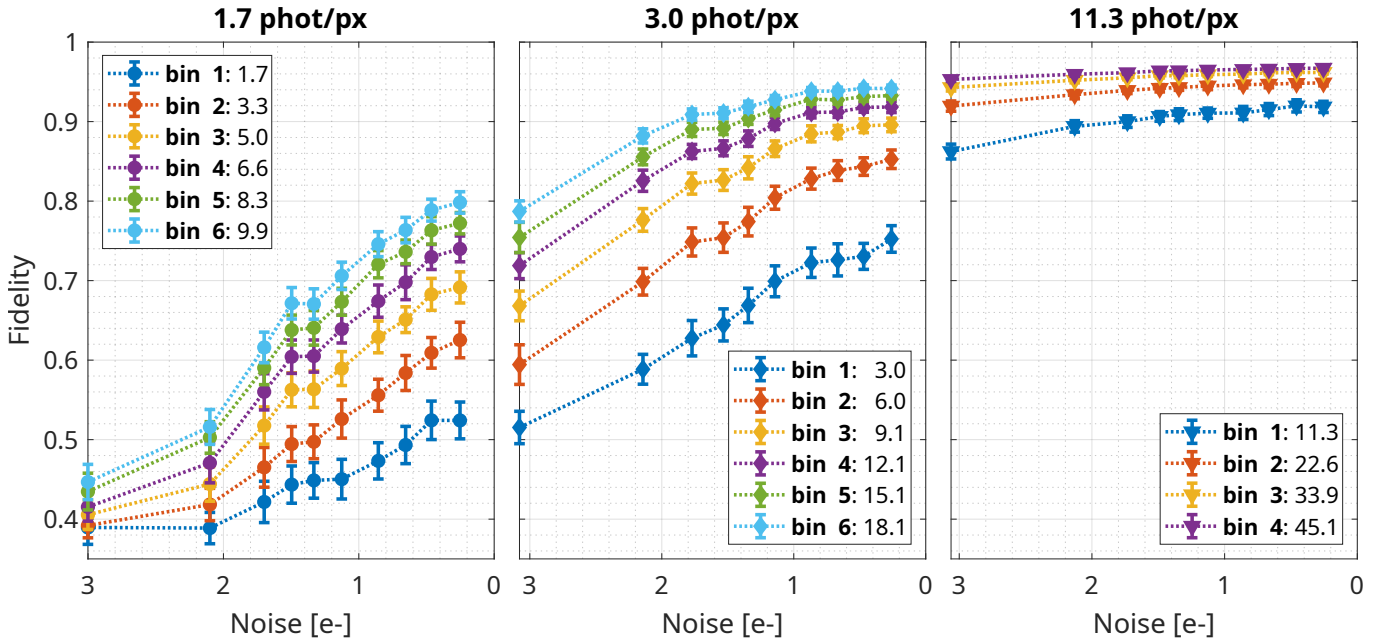 1.7 phot/px
3.0 phot/px
11.3 phot/px
Fidelity
1
0.9
0.8
0.7
0.6
0.5
0.4
bin 1: 1.7
bin 2: 3.3
bin 3: 5.0
bin 4: 6.6
bin 5: 8.3
bin 6: 9.9
3 2 1 0
Noise [e-]
bin 1: 3.0
bin 2: 6.0
bin 3: 9.1
bin 4: 12.1
bin 5: 15.1
bin 6: 18.1
3 2 1 0
Noise [e-]
bin 1: 11.3
bin 2: 22.6
bin 3: 33.9
bin 4: 45.1
3 2 1 0
Noise [e-]